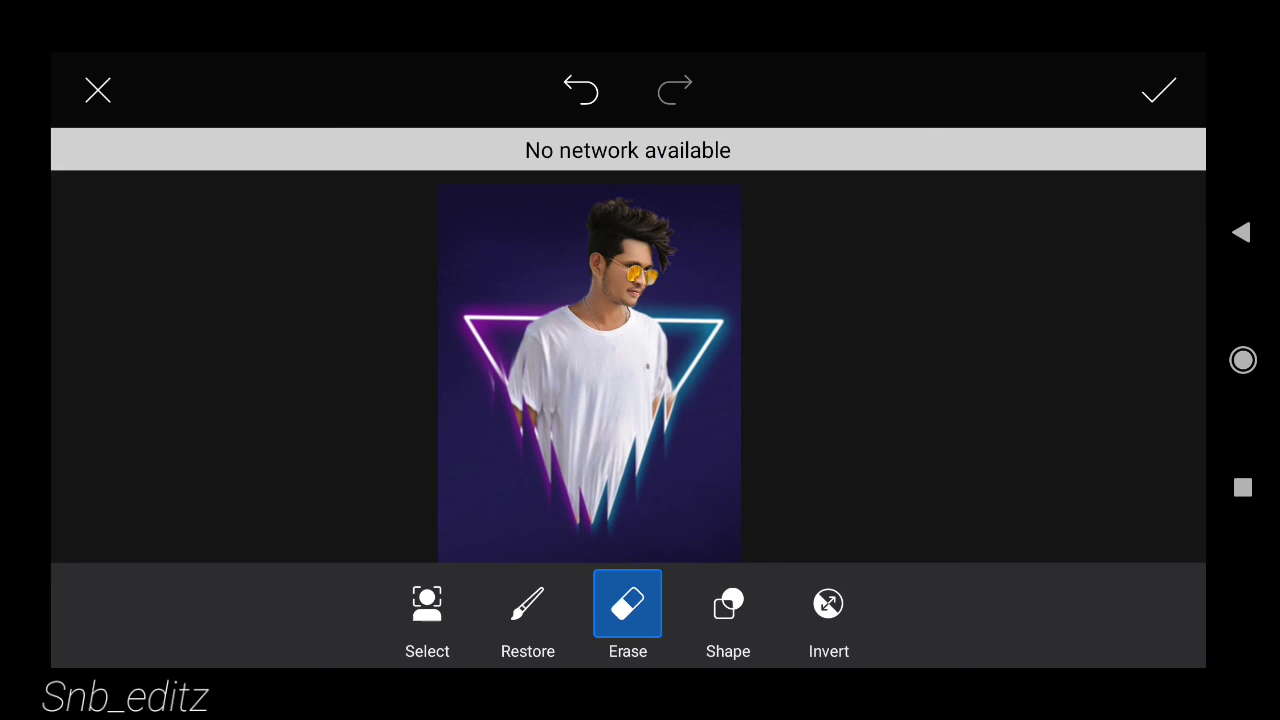 No network available
Select
Restore
Erase
Shape
Invert
Snb_editz